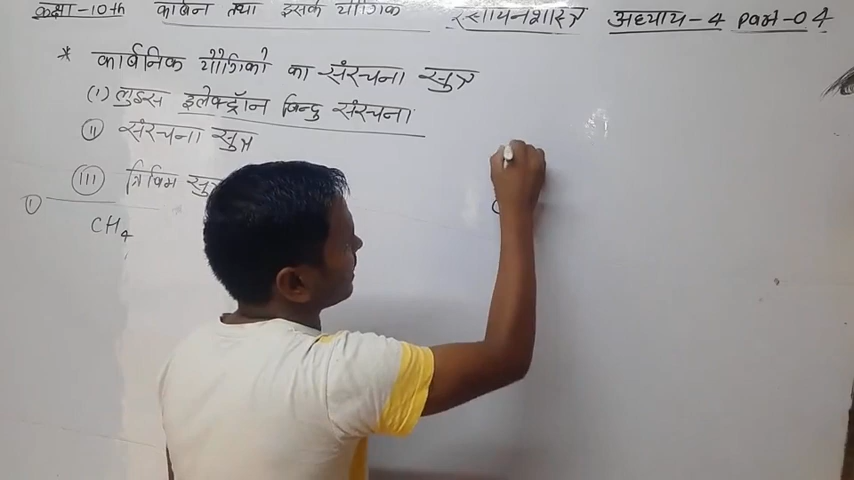 कक्षा-10th कार्बन तथा इसके यौगिक रसायनशास्त्र अध्याय-4 Part-04
* कार्बनिक यौगिको का संरचना सुत्र
(i) लुइस इलेक्ट्रॉन बिन्दु संरचना
(ii) संरचना सुत्र
(III) त्रिविम
(i)
CH4